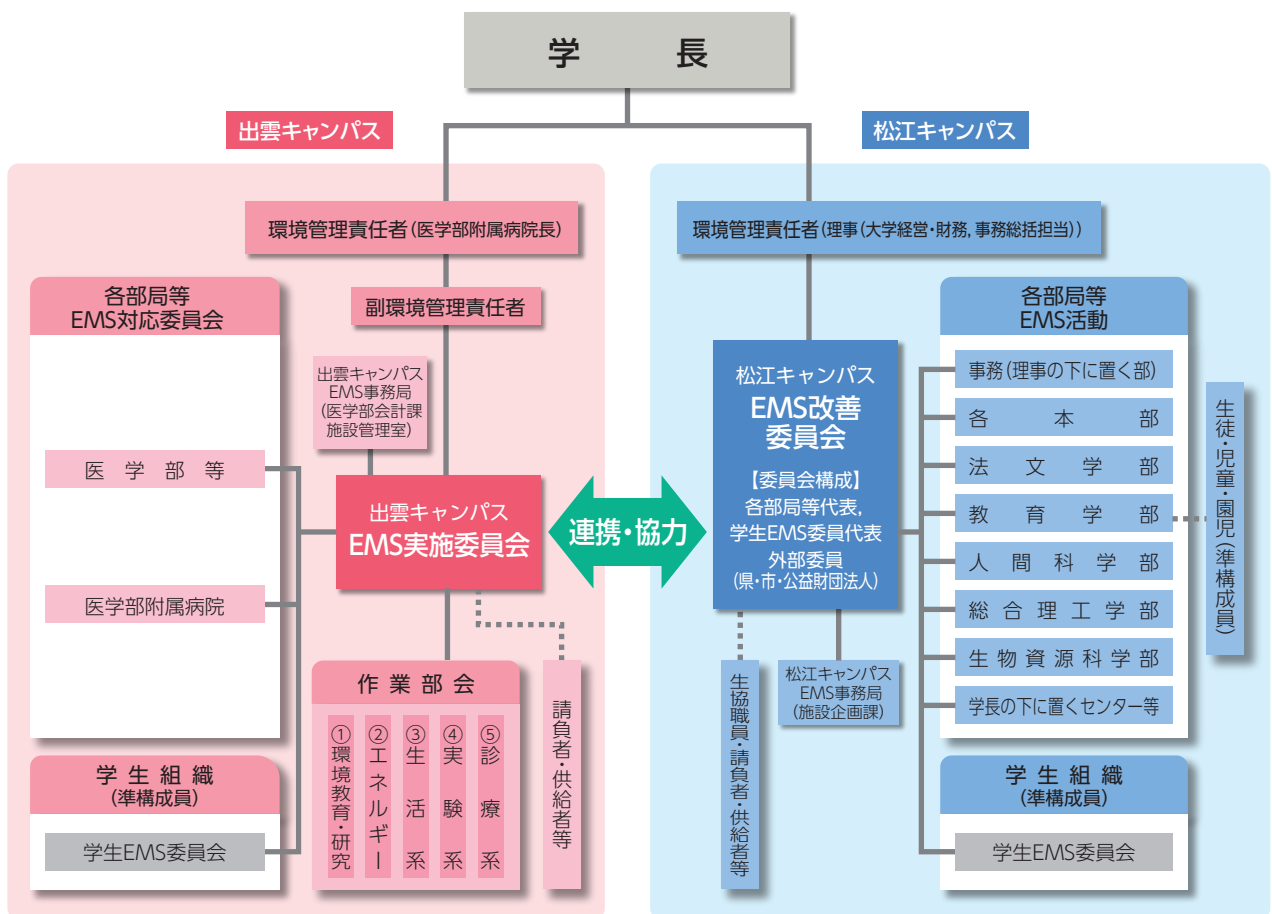 学長
出雲キャンパス
環境管理責任者(医学部附属病院長)
副環境管理責任者
各部局等
EMS対応委員会
医学部等
医学部附属病院
学生組織
(準構成員)
学生EMS委員会
出雲キャンパス
EMS事務局
(医学部会計課
施設管理室)
出雲キャンパス
EMS実施委員会
作業部会
①環境教育・研究
②エネルギー
③生活系
④実験系
⑤診療系
請負者・供給者等
連携・協力
松江キャンパス
環境管理責任者(理事(大学経営・財務,事務総括担当))
松江キャンパス
EMS改善
委員会
【委員会構成】
各部局等代表,
学生EMS委員代表
外部委員
(県・市・公益財団法人)
生協職員・請負者・供給者等
松江キャンパス
EMS事務局
(施設企画課)
各部局等
EMS活動
事務(理事の下に置く部)
各本部
法文学部
教育学部
人間科学部
総合理工学部
生物資源科学部
学長の下に置くセンター等
生徒・児童・園児(準構成員)
学生組織
(準構成員)
学生EMS委員会